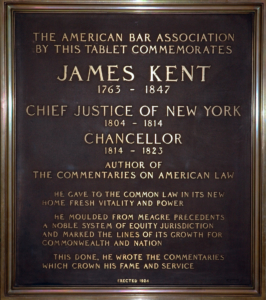 THE AMERICAN BAR ASSOCIATION
BY THIS TABLET COMMEMORATES
JAMES KENT
1763 - 1847
CHIEF JUSTICE OF NEW YORK
1804 - 1814
CHANCELLOR
1814 - 1823
AUTHOR OF
THE COMMENTARIES ON AMERICAN LAW
HE GAVE TO THE COMMON LAW IN ITS NEW
HOME FRESH VITALITY AND POWER
HE MOULDED FROM MEAGRE PRECEDENTS
A NOBLE SYSTEM OF EQUITY JURISDICTION
AND MARKED THE LINES OF ITS GROWTH FOR
COMMONWEALTH AND NATION
THIS DONE, HE WROTE THE COMMENTARIES
WHICH CROWN HIS FAME AND SERVICE
ERECTED